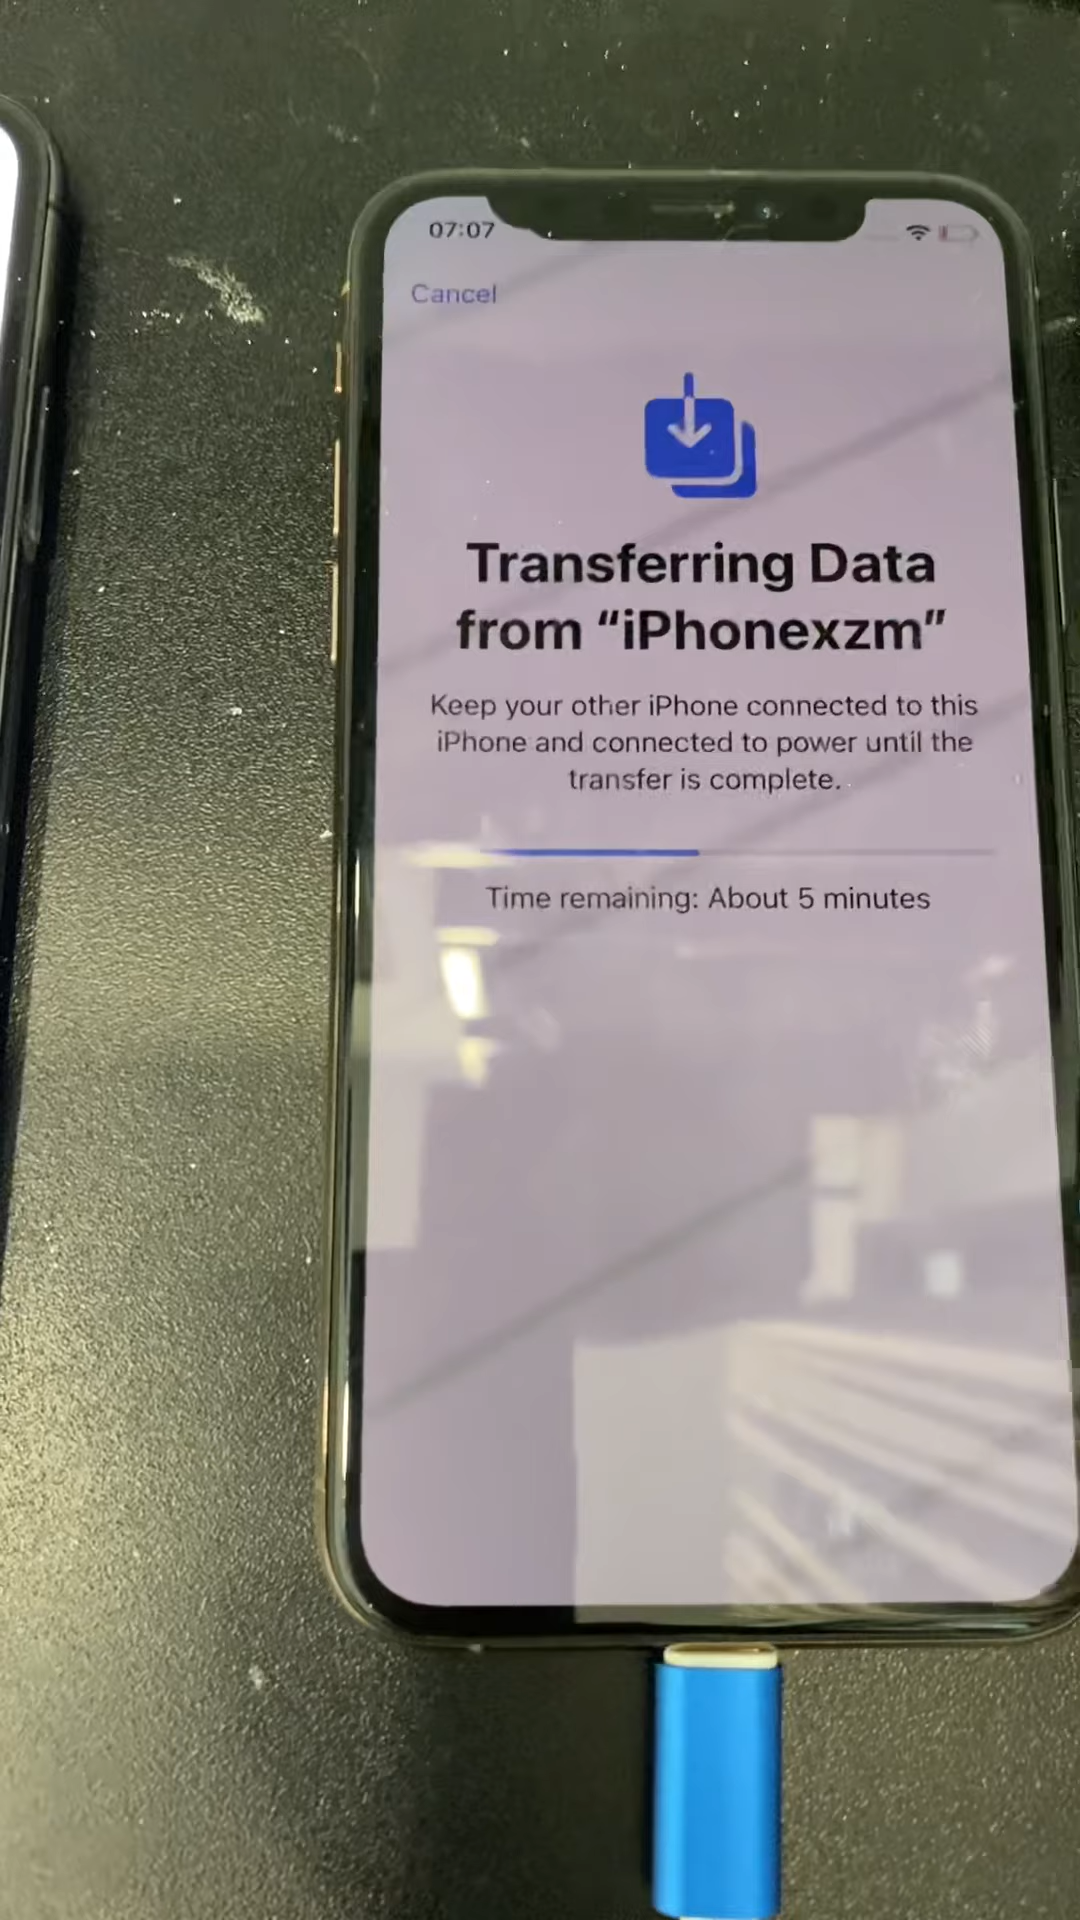 07:07
Cancel
Transferring Data
from “iPhonexzm”
Keep your other iPhone connected to this
iPhone and connected to power until the
transfer is complete.
Time remaining: About 5 minutes